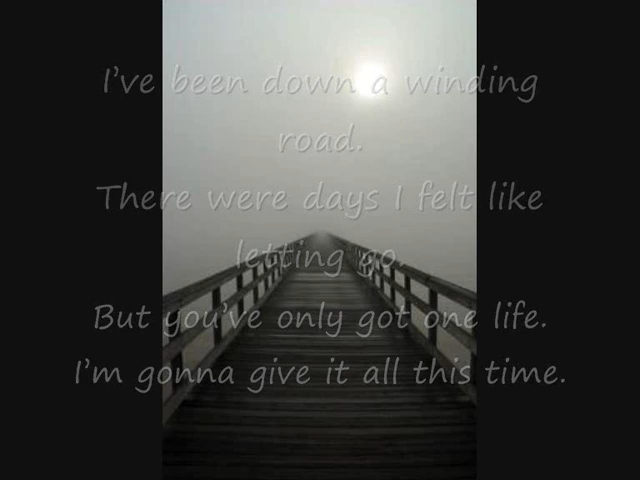 I've been down a winding
road.
There were days I felt like
letting go.
But you've only got one life.
I'm gonna give it all this time.